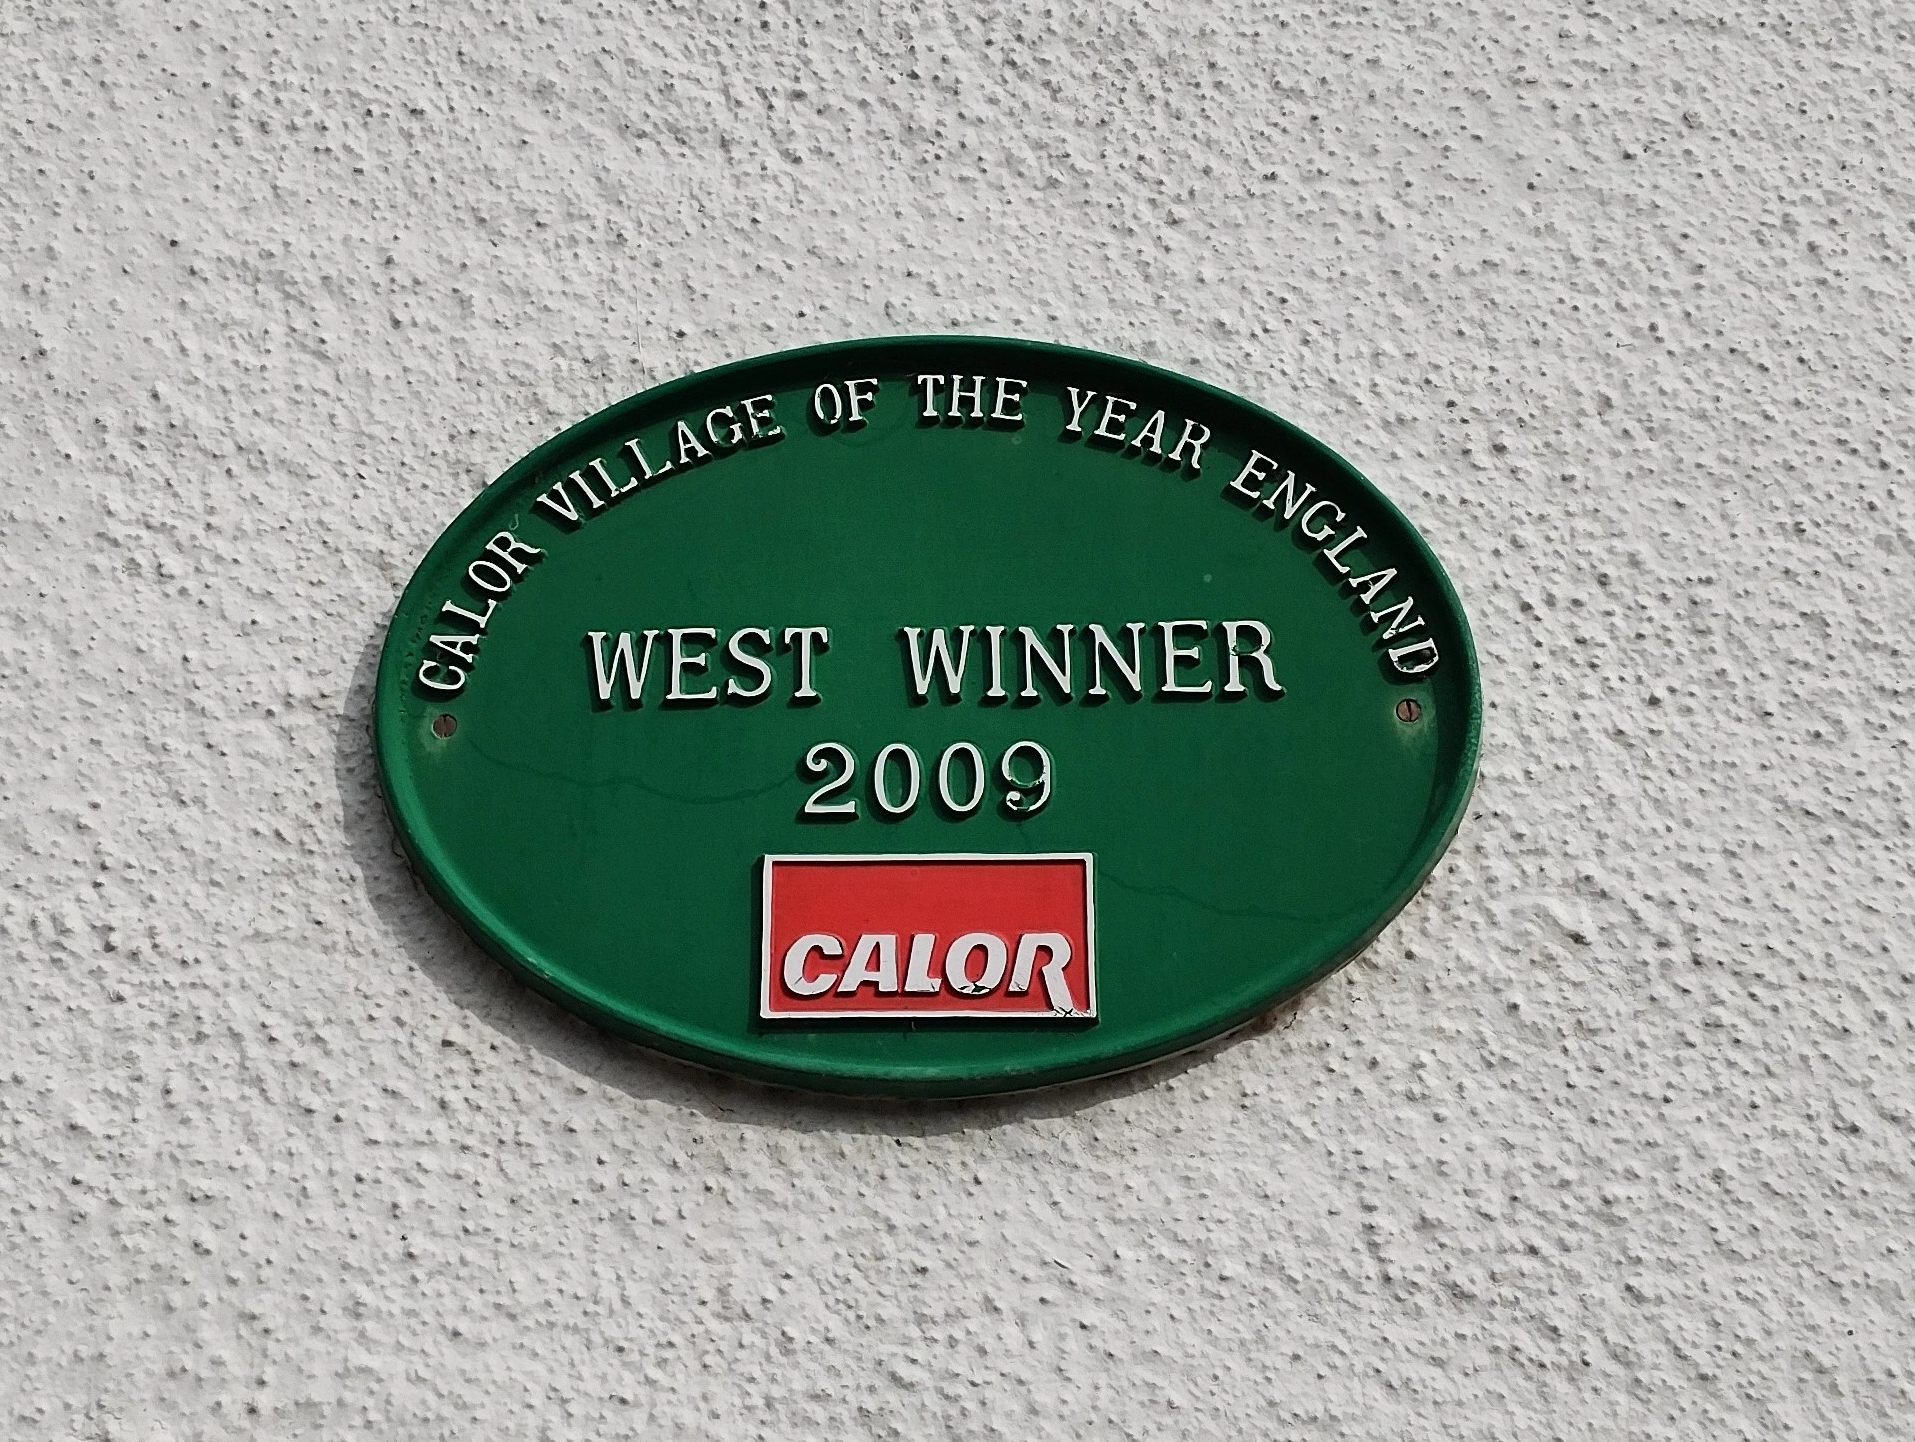 CALOR VILLAGE OF THE YEAR ENGLAND
WEST WINNER
2009
CALOR